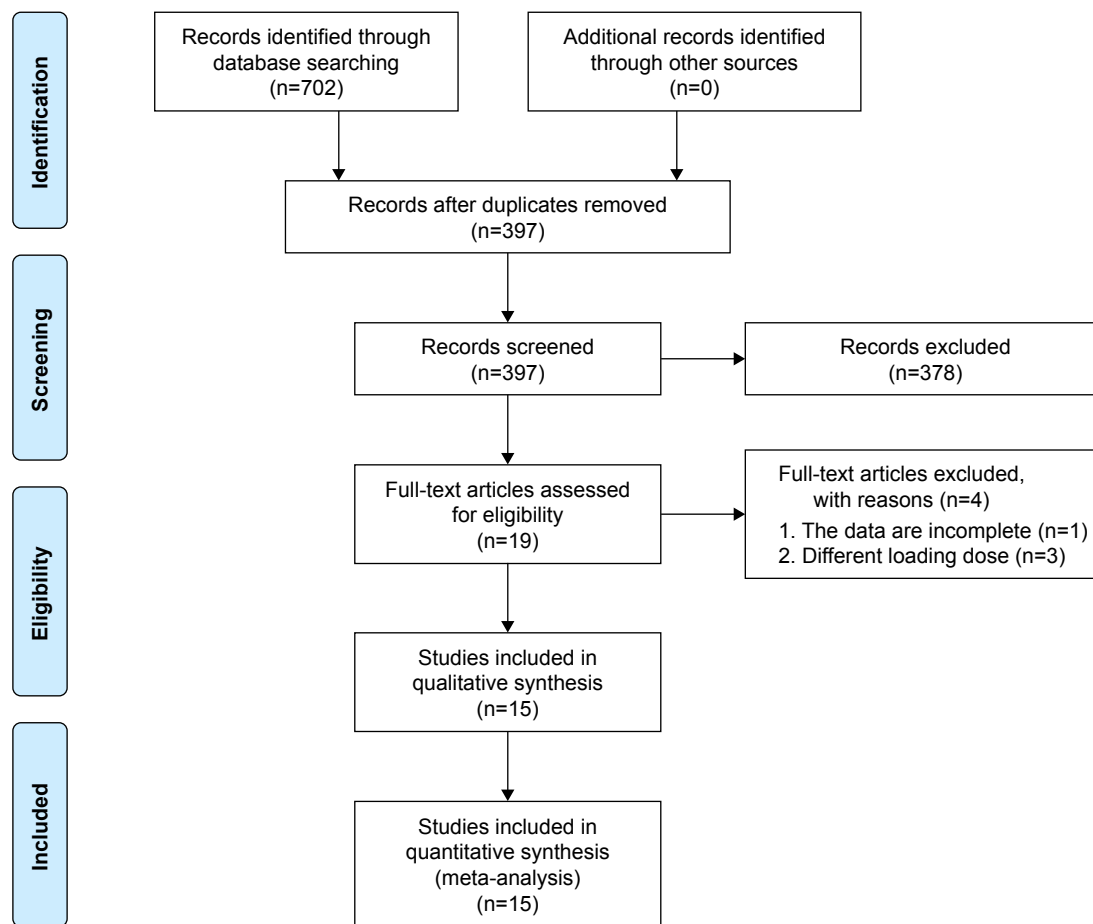 Identification
Records identified through
database searching
(n=702)
Additional records identified
through other sources
(n=0)
Records after duplicates removed
(n=397)
Screening
Records screened
(n=397)
Records excluded
(n=378)
Eligibility
Full-text articles assessed
for eligibility
(n=19)
Full-text articles excluded,
with reasons (n=4)
1. The data are incomplete (n=1)
2. Different loading dose (n=3)
Studies included in
qualitative synthesis
(n=15)
Included
Studies included in
quantitative synthesis
(meta-analysis)
(n=15)